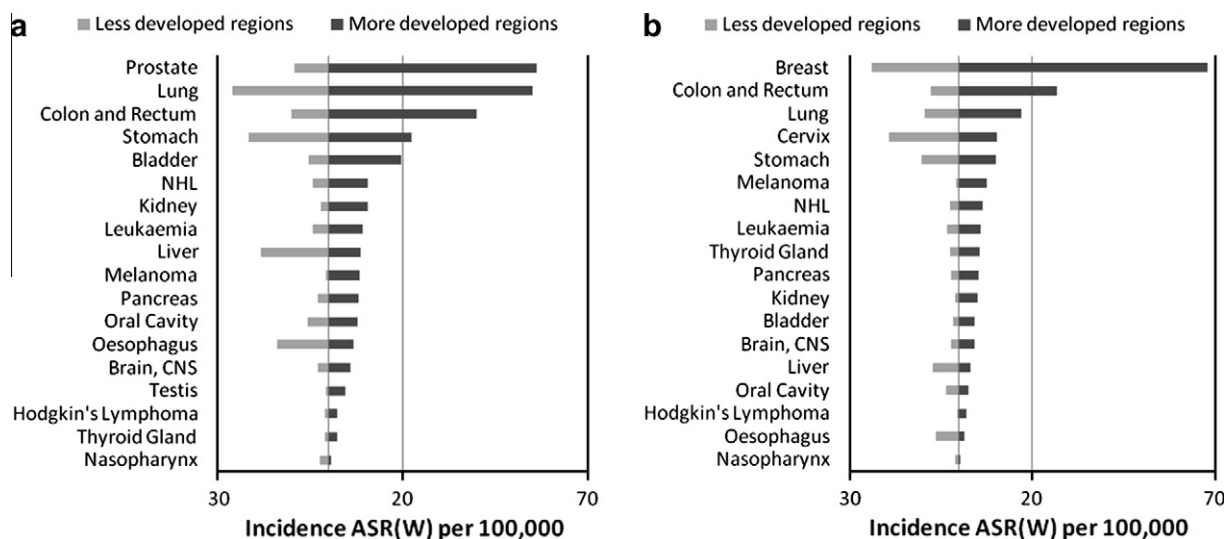 a
Less developed regions More developed regions
Prostate
Lung
Colon and Rectum
Stomach
Bladder
NHL
Kidney
Leukaemia
Liver
Melanoma
Pancreas
Oral Cavity
Oesophagus
Brain, CNS
Testis
Hodgkin's Lymphoma
Thyroid Gland
Nasopharynx
30 20 70
Incidence ASR(W) per 100,000
b
Less developed regions More developed regions
Breast
Colon and Rectum
Lung
Cervix
Stomach
Melanoma
NHL
Leukaemia
Thyroid Gland
Pancreas
Kidney
Bladder
Brain, CNS
Liver
Oral Cavity
Hodgkin's Lymphoma
Oesophagus
Nasopharynx
30 20 70
Incidence ASR(W) per 100,000